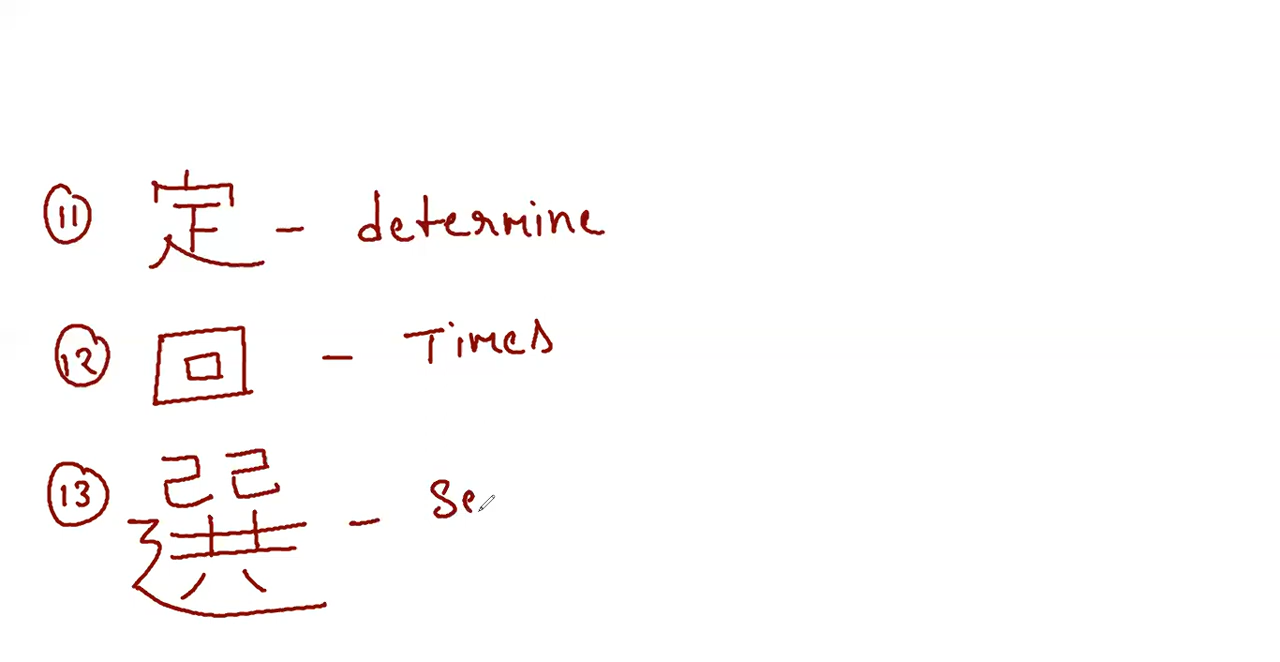 ⑪ 定 - determine
⑫ 回 - Times
⑬ 選 - Se